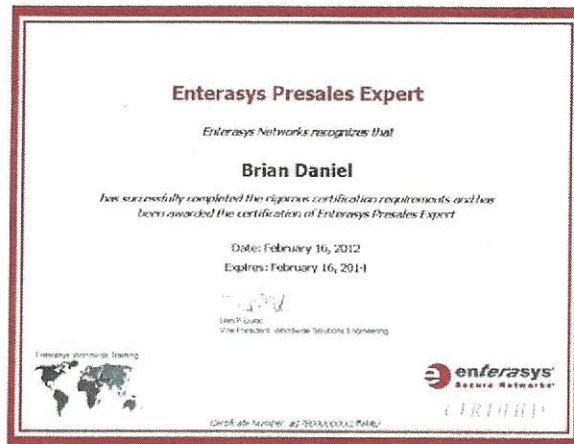 Enterasys Presales Expert
Enterasys Networks recognizes that
Brian Daniel
has successfully completed the rigorous certification requirements and has
been awarded the certification of Enterasys Presales Expert
Date: February 16, 2012
Expires: February 16, 2014
Vice President, Worldwide Solutions Engineering
Enterasys Worldwide Training
enterasys
Secure Networks
CERTIFIED
Certificate Number: